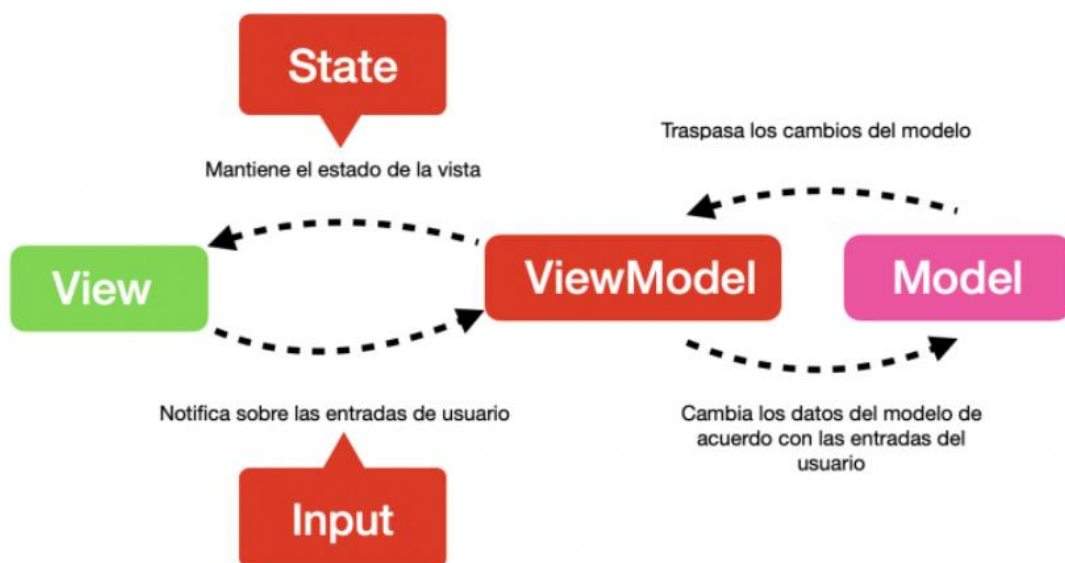 State
Mantiene el estado de la vista
Traspasa los cambios del modelo
View
ViewModel
Model
Notifica sobre las entradas de usuario
Cambia los datos del modelo de
acuerdo con las entradas del
usuario
Input